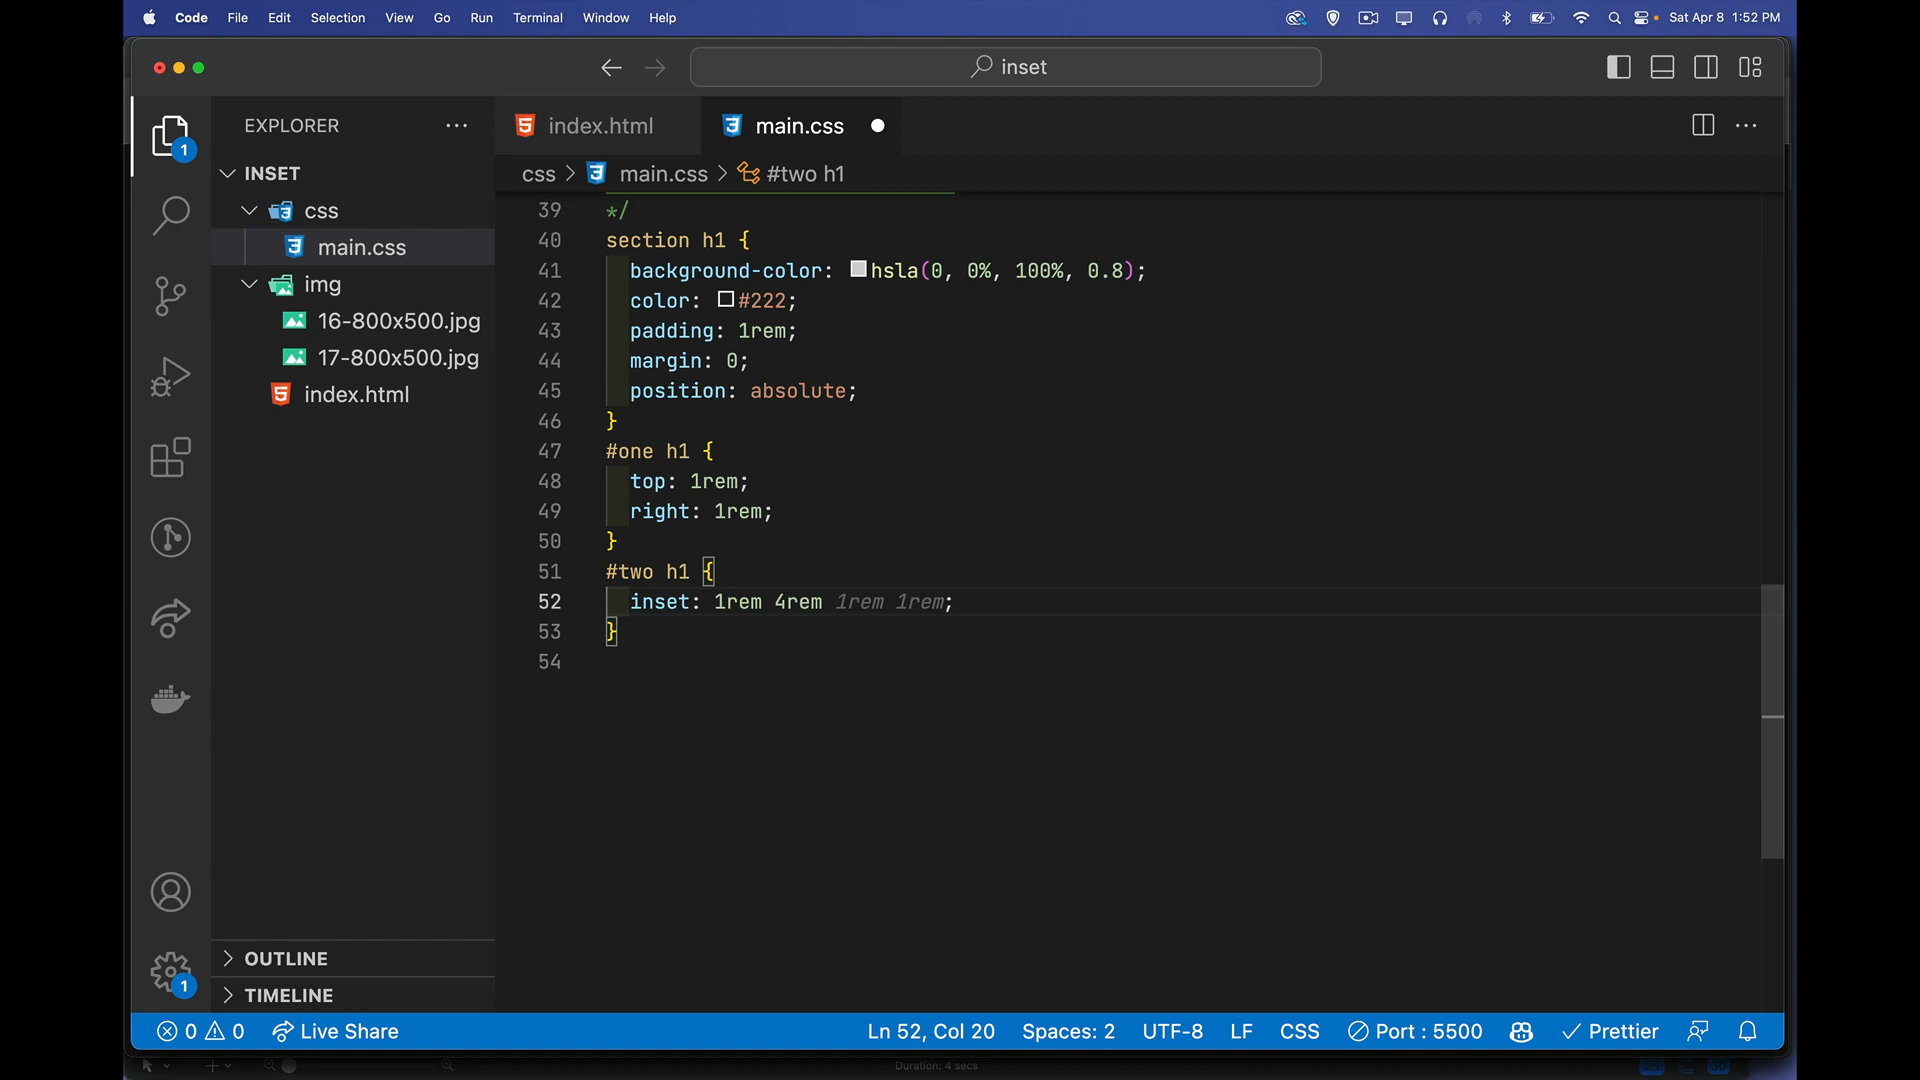 Code File Edit Selection View Go Run Terminal Window Help Sat Apr 8 1:52 PM
inset
EXPLORER
index.html
main.css
css > main.css > #two h1
INSET
css
main.css
img
16-800x500.jpg
17-800x500.jpg
index.html
39 */
40 section h1 {
41 background-color: hsla(0, 0%, 100%, 0.8);
42 color: #222;
43 padding: 1rem;
44 margin: 0;
45 position: absolute;
46 }
47 #one h1 {
48 top: 1rem;
49 right: 1rem;
50 }
51 #two h1 {
52 inset: 1rem 4rem 1rem 1rem;
53 }
54
1
1
OUTLINE
TIMELINE
0 0 Live Share Ln 52, Col 20 Spaces: 2 UTF-8 LF CSS Port : 5500 Prettier
Duration: 4 secs